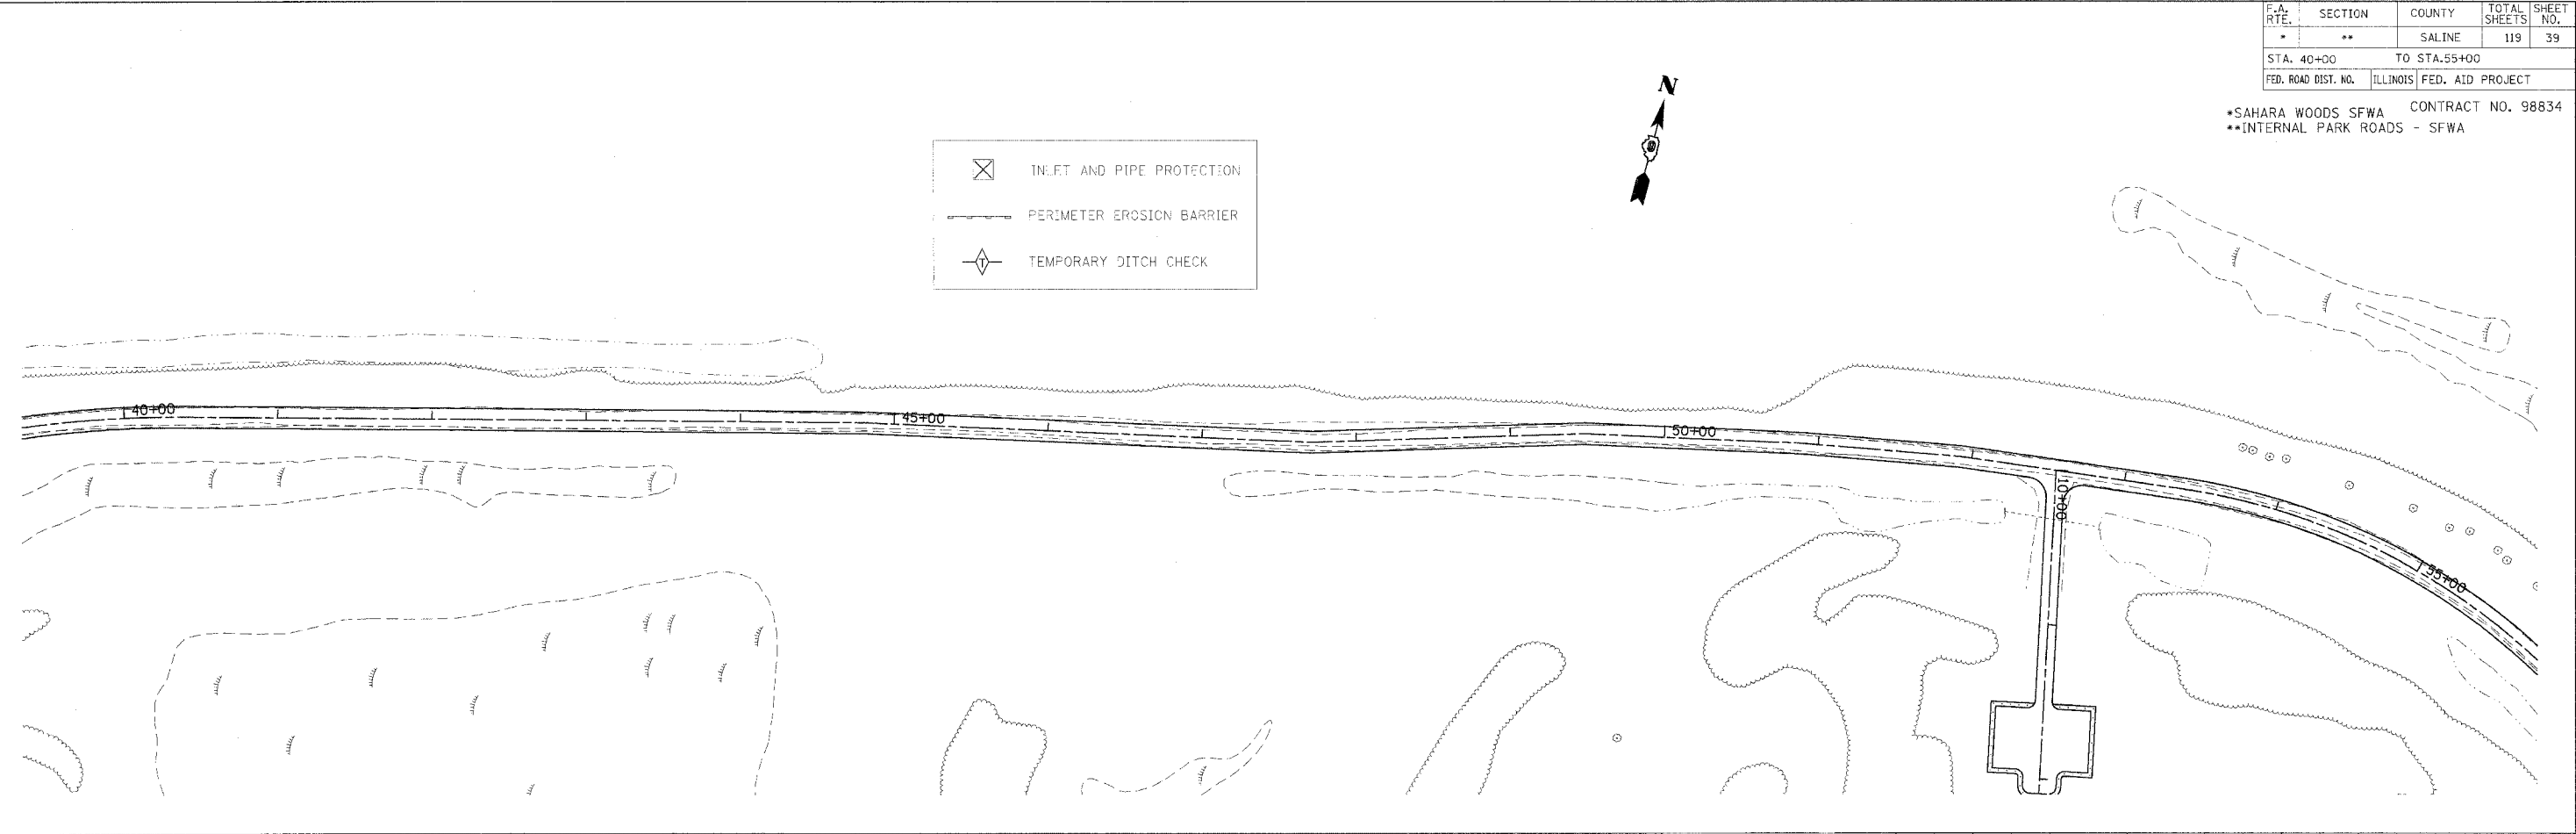 F.A. RTE. SECTION COUNTY TOTAL SHEETS SHEET NO.
* ** SALINE 119 39
STA. 40+00 TO STA.55+00
FED. ROAD DIST. NO. ILLINOIS FED. AID PROJECT
*SAHARA WOODS SFWA CONTRACT NO. 98834
**INTERNAL PARK ROADS - SFWA
N
INLET AND PIPE PROTECTION
PERIMETER EROSION BARRIER
T TEMPORARY DITCH CHECK
40+00
45+00
50+00
10+00
55+00